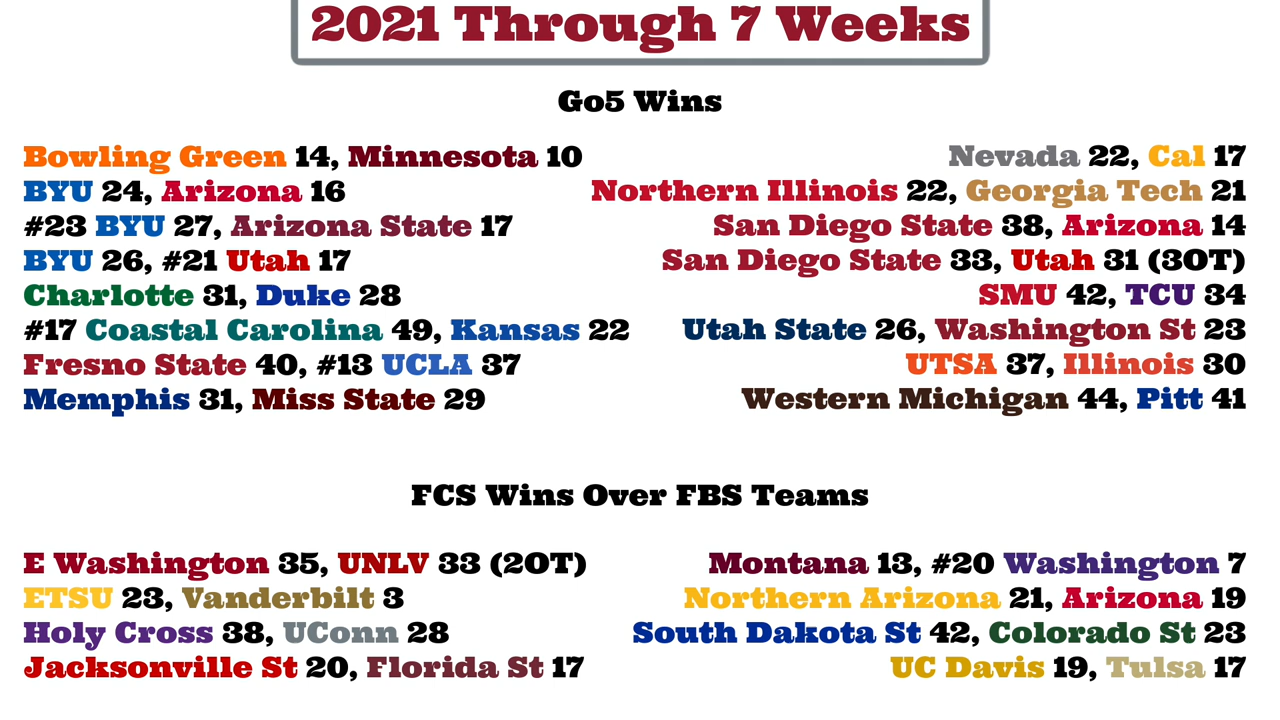 2021 Through 7 Weeks
Go5 Wins
Bowling Green 14, Minnesota 10
BYU 24, Arizona 16
#23 BYU 27, Arizona State 17
BYU 26, #21 Utah 17
Charlotte 31, Duke 28
#17 Coastal Carolina 49, Kansas 22
Fresno State 40, #13 UCLA 37
Memphis 31, Miss State 29
Nevada 22, Cal 17
Northern Illinois 22, Georgia Tech 21
San Diego State 38, Arizona 14
San Diego State 33, Utah 31 (3OT)
SMU 42, TCU 34
Utah State 26, Washington St 23
UTSA 37, Illinois 30
Western Michigan 44, Pitt 41
FCS Wins Over FBS Teams
E Washington 35, UNLV 33 (2OT)
ETSU 23, Vanderbilt 3
Holy Cross 38, UConn 28
Jacksonville St 20, Florida St 17
Montana 13, #20 Washington 7
Northern Arizona 21, Arizona 19
South Dakota St 42, Colorado St 23
UC Davis 19, Tulsa 17